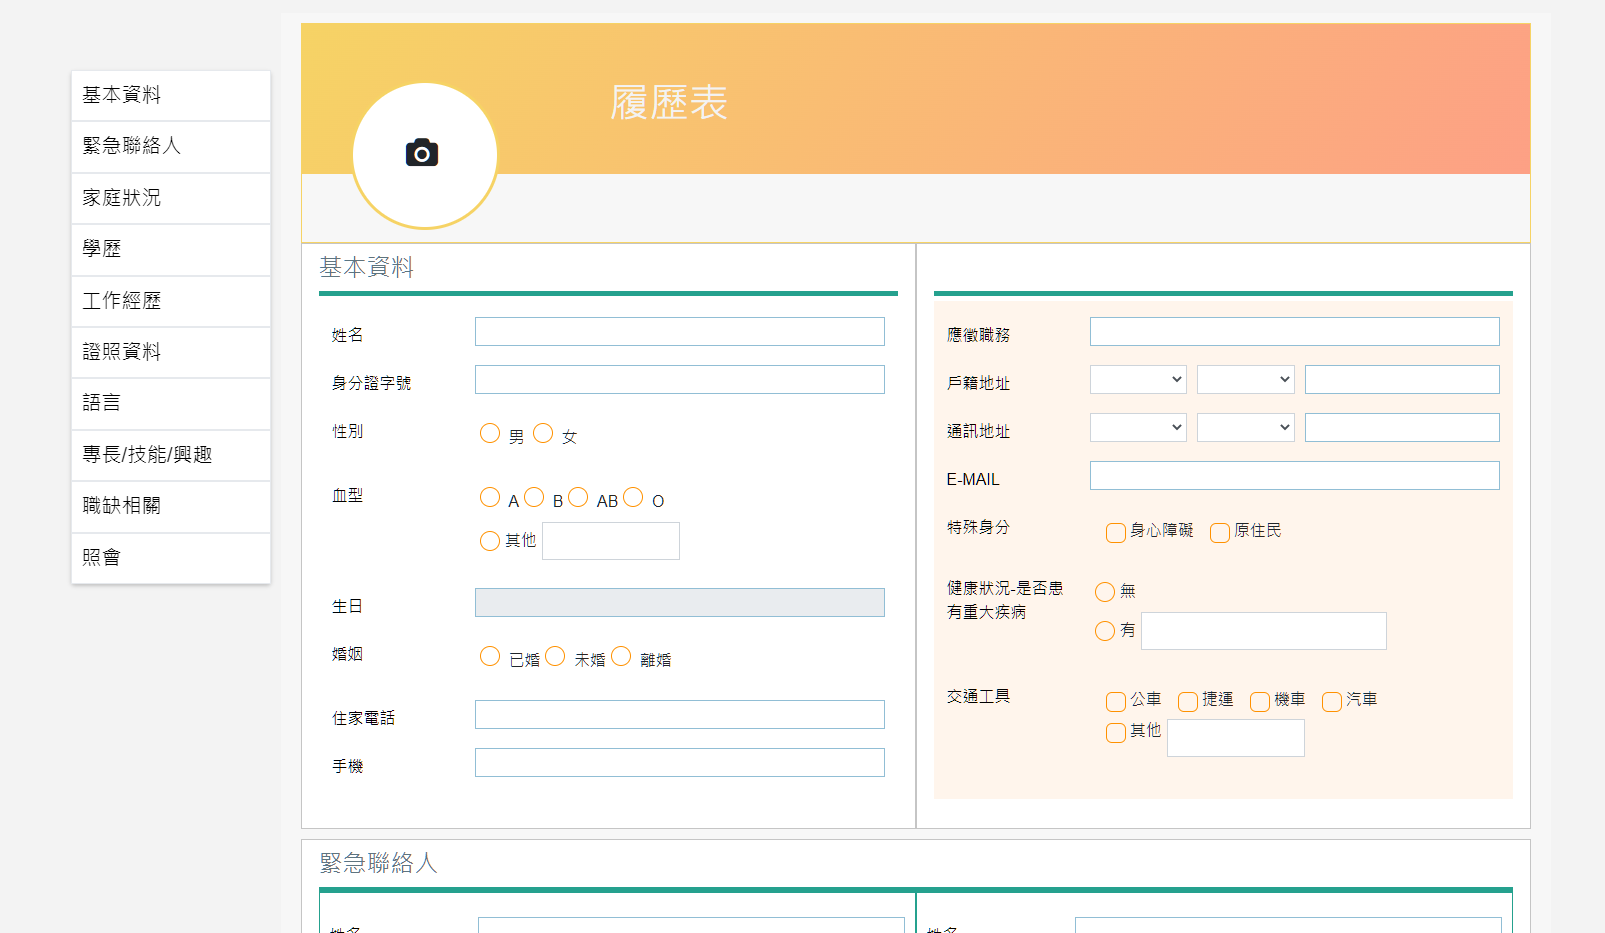 履歷表
基本資料
緊急聯絡人
家庭狀況
學歷
工作經歷
證照資料
語言
專長/技能/興趣
職缺相關
照會
基本資料
姓名
身分證字號
性別
男 女
血型
A B AB O
其他
生日
婚姻
已婚 未婚 離婚
住家電話
手機
應徵職務
戶籍地址
通訊地址
E-MAIL
特殊身分
身心障礙 原住民
健康狀況-是否患
有重大疾病
無
有
交通工具
公車 捷運 機車 汽車
其他
緊急聯絡人
姓名
姓名